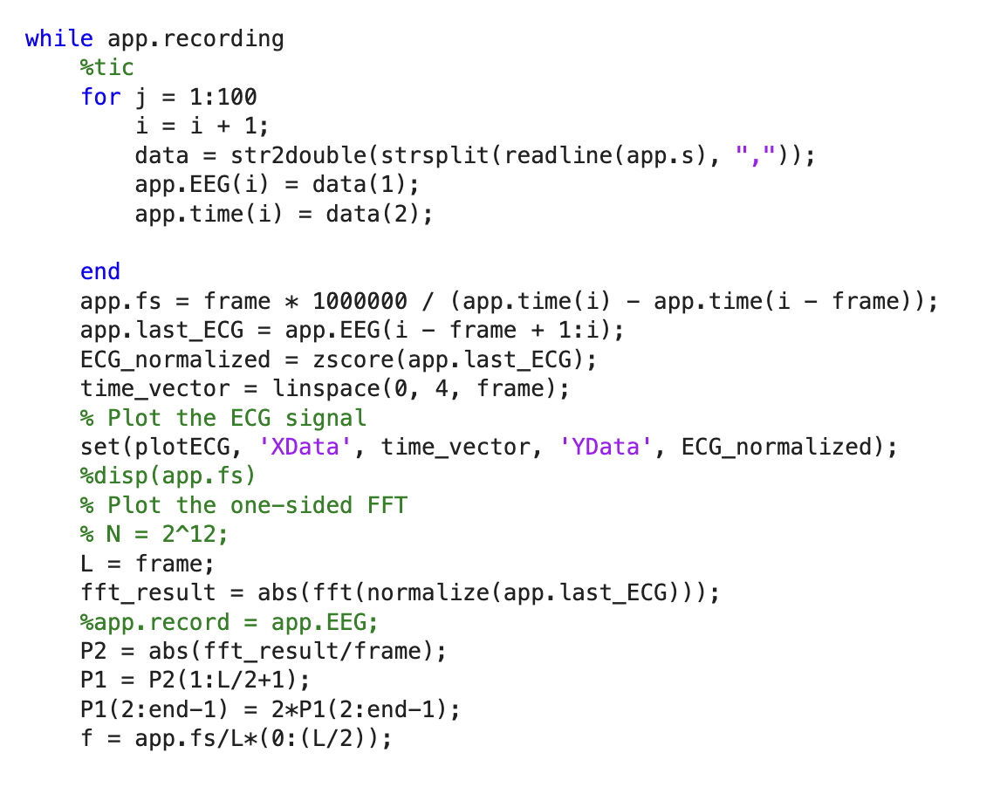 while app.recording
    %tic
    for j = 1:100
        i = i + 1;
        data = str2double(strsplit(readline(app.s), ","));
        app.EEG(i) = data(1);
        app.time(i) = data(2);

    end
    app.fs = frame * 1000000 / (app.time(i) - app.time(i - frame));
    app.last_ECG = app.EEG(i - frame + 1:i);
    ECG_normalized = zscore(app.last_ECG);
    time_vector = linspace(0, 4, frame);
    % Plot the ECG signal
    set(plotECG, 'XData', time_vector, 'YData', ECG_normalized);
    %disp(app.fs)
    % Plot the one-sided FFT
    % N = 2^12;
    L = frame;
    fft_result = abs(fft(normalize(app.last_ECG)));
    %app.record = app.EEG;
    P2 = abs(fft_result/frame);
    P1 = P2(1:L/2+1);
    P1(2:end-1) = 2*P1(2:end-1);
    f = app.fs/L*(0:(L/2));